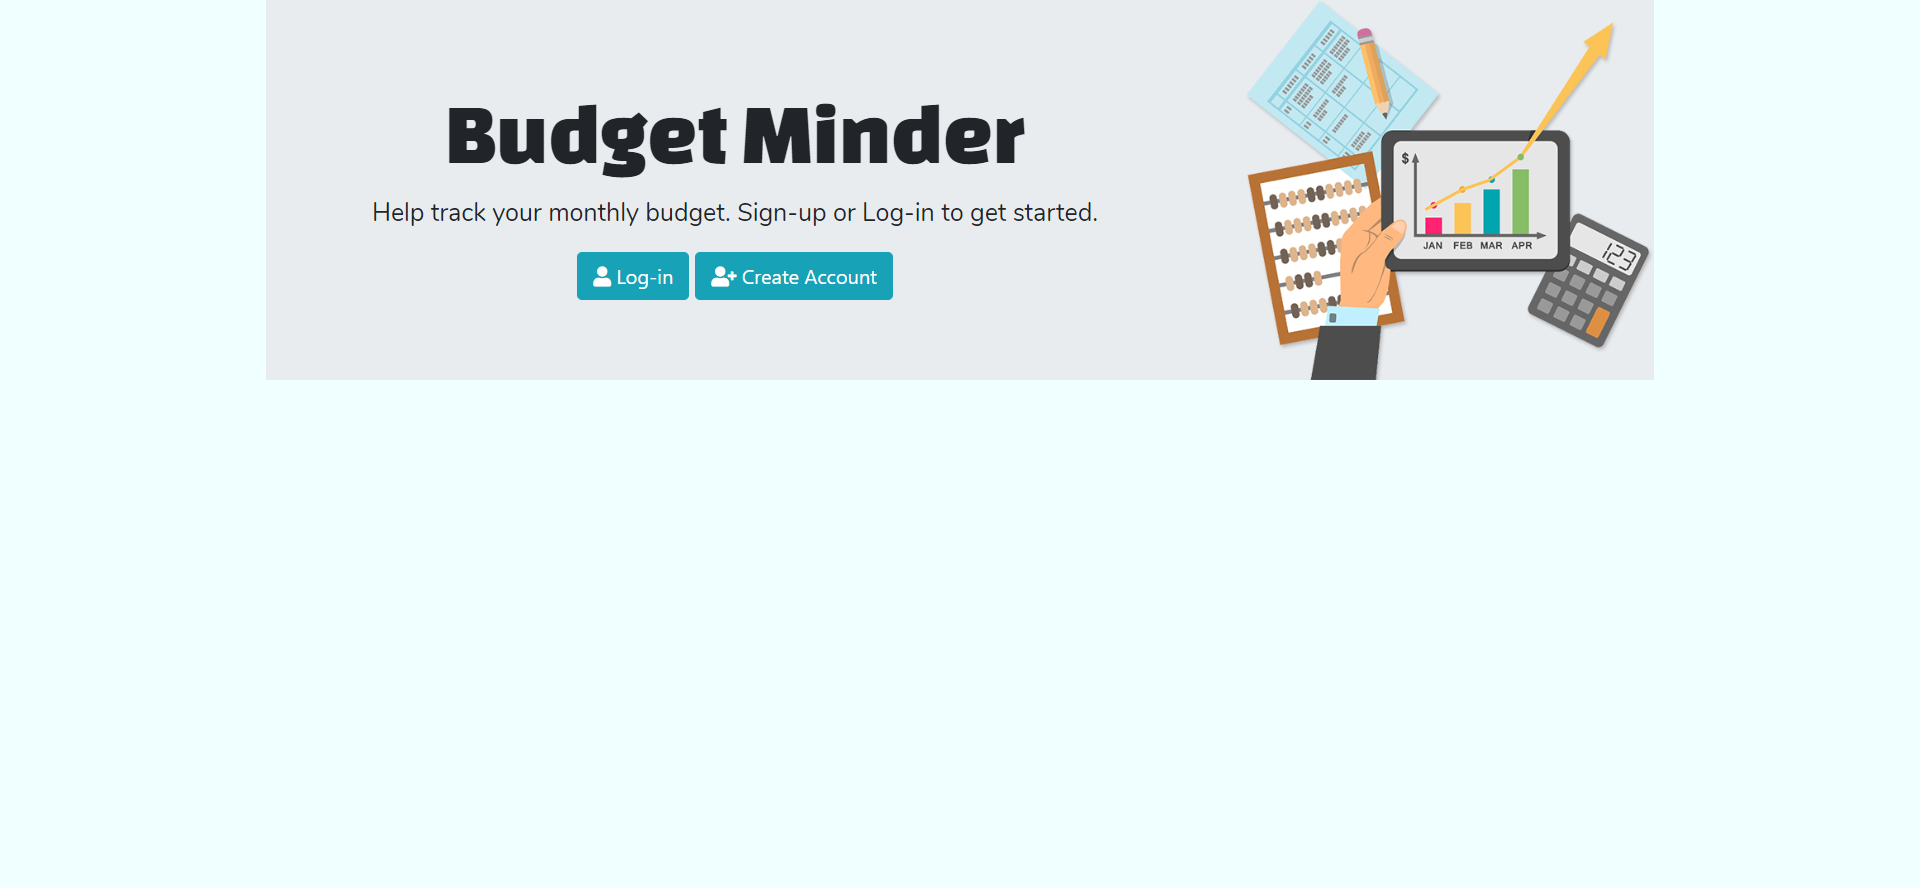 Budget Minder
Help track your monthly budget. Sign-up or Log-in to get started.
Log-in
Create Account
$
JAN FEB MAR APR
123